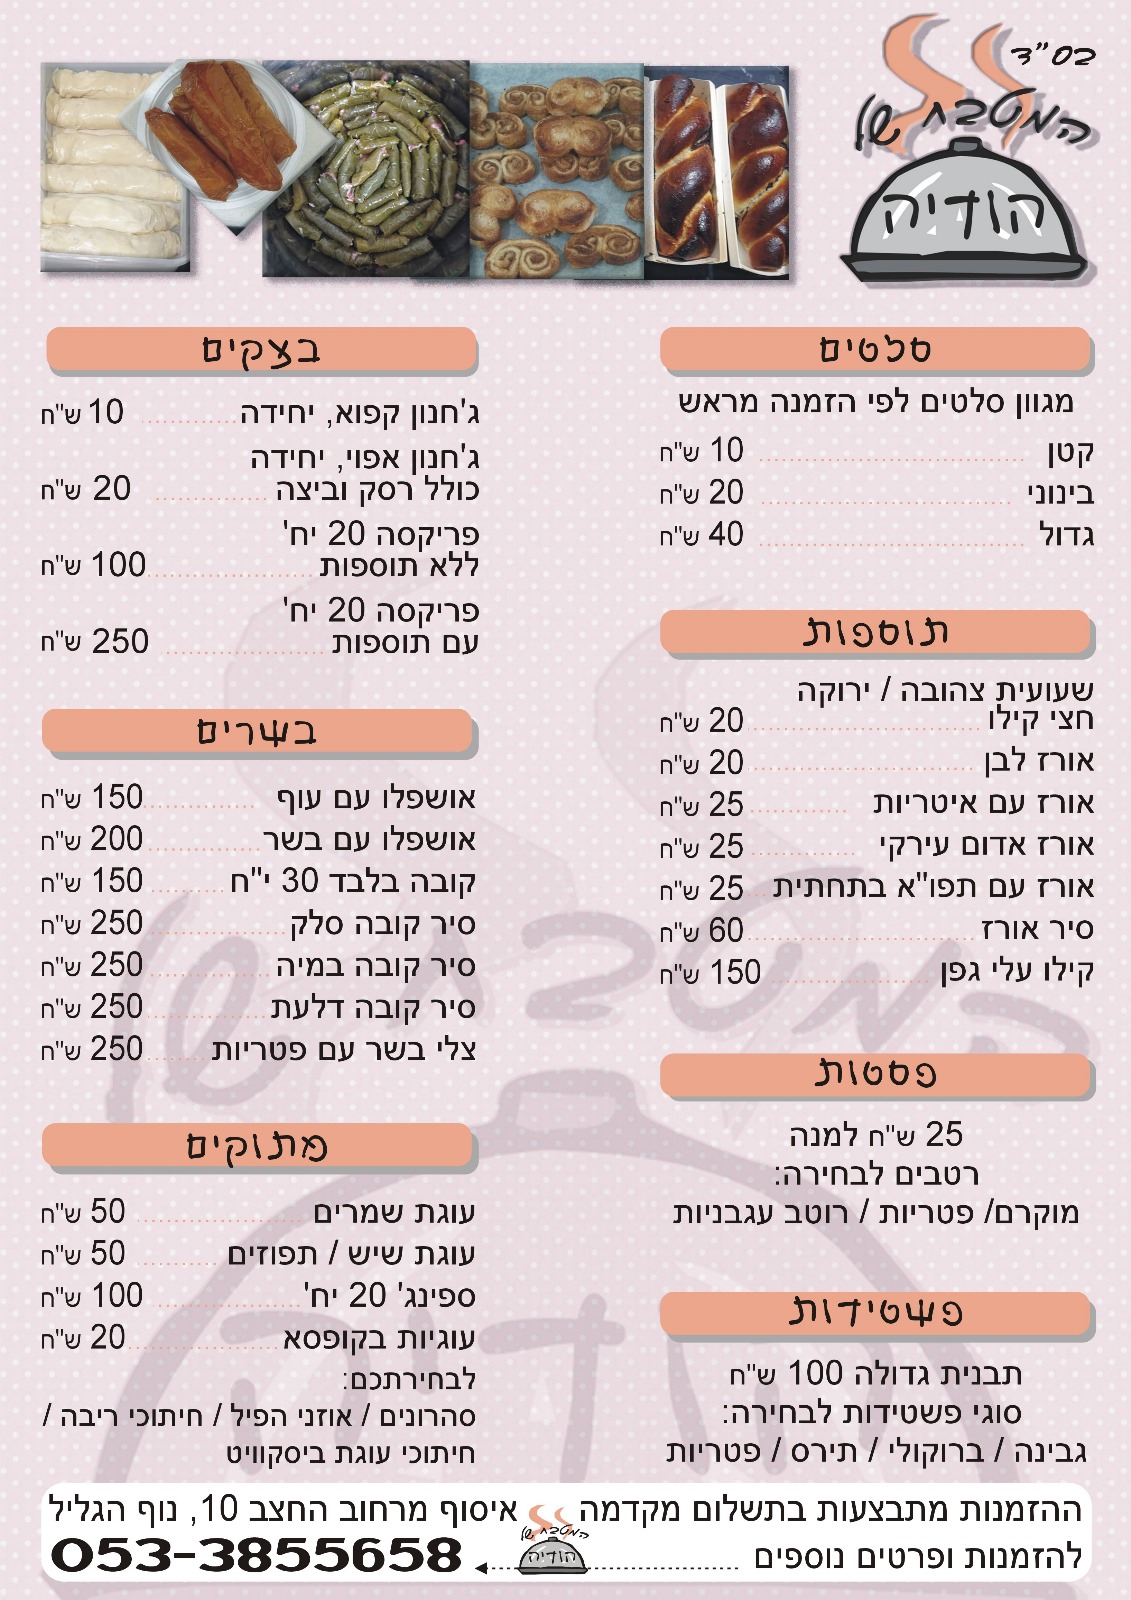 בס"ד
המטבח של
הודיה
סלטים
מגוון סלטים לפי הזמנה מראש
קטן 10 ש"ח
בינוני 20 ש"ח
גדול 40 ש"ח
תוספות
שעועית צהובה / ירוקה
חצי קילו 20 ש"ח
אורז לבן 20 ש"ח
אורז עם איטריות 25 ש"ח
אורז אדום עירקי 25 ש"ח
אורז עם תפו"א בתחתית 25 ש"ח
סיר אורז 60 ש"ח
קילו עלי גפן 150 ש"ח
פסטות
25 ש"ח למנה
רטבים לבחירה:
מוקרם/ פטריות / רוטב עגבניות
פשטידות
תבנית גדולה 100 ש"ח
סוגי פשטידות לבחירה:
גבינה / ברוקולי / תירס / פטריות
בצקים
ג'חנון קפוא, יחידה 10 ש"ח
ג'חנון אפוי, יחידה
כולל רסק וביצה 20 ש"ח
פריקסה 20 יח'
ללא תוספות 100 ש"ח
פריקסה 20 יח'
עם תוספות 250 ש"ח
בשרים
אושפלו עם עוף 150 ש"ח
אושפלו עם בשר 200 ש"ח
קובה בלבד 30 י"ח 150 ש"ח
סיר קובה סלק 250 ש"ח
סיר קובה במיה 250 ש"ח
סיר קובה דלעת 250 ש"ח
צלי בשר עם פטריות 250 ש"ח
מתוקים
עוגת שמרים 50 ש"ח
עוגת שיש / תפוזים 50 ש"ח
ספינג' 20 יח' 100 ש"ח
עוגיות בקופסא 20 ש"ח
לבחירתכם:
סהרונים / אוזני הפיל / חיתוכי ריבה /
חיתוכי עוגת ביסקוויט
ההזמנות מתבצעות בתשלום מקדמה המטבח של איסוף מרחוב החצב 10, נוף הגליל
להזמנות ופרטים נוספים הודיה 053-3855658